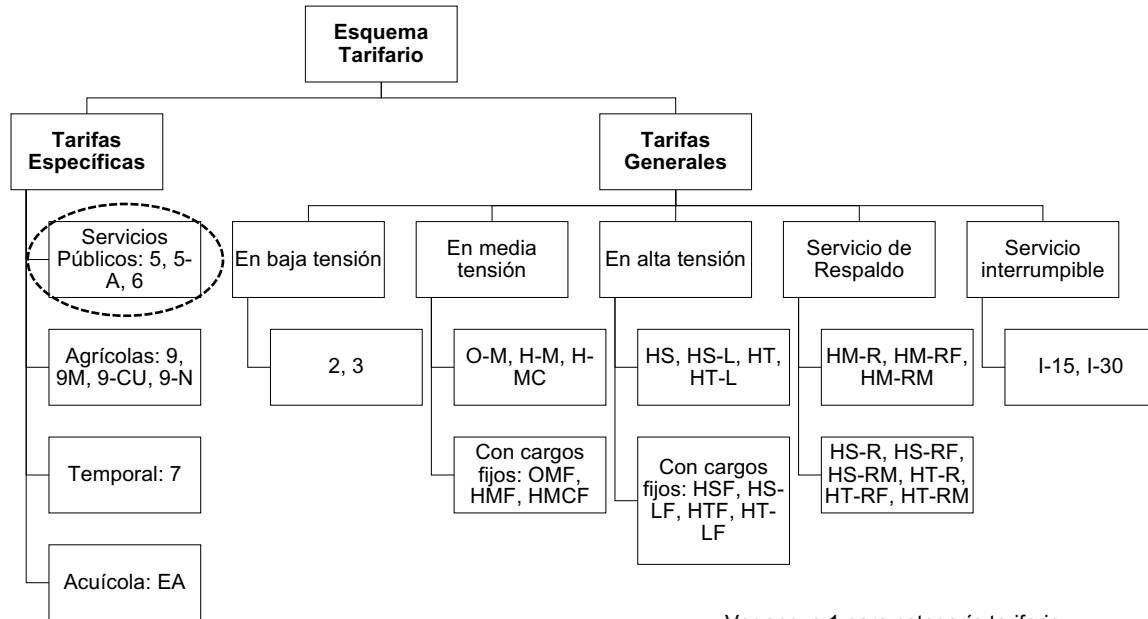 Esquema
Tarifario
Tarifas
Específicas
Tarifas
Generales
Servicios
Públicos: 5, 5-
A, 6
En baja tensión
En media
tensión
En alta tensión
Servicio de
Respaldo
Servicio
interrumpible
Agrícolas: 9,
9M, 9-CU, 9-N
2, 3
O-M, H-M, H-
MC
HS, HS-L, HT,
HT-L
HM-R, HM-RF,
HM-RM
I-15, I-30
Temporal: 7
Con cargos
fijos: OMF,
HMF, HMCF
Con cargos
fijos: HSF, HS-
LF, HTF, HT-
LF
HS-R, HS-RF,
HS-RM, HT-R,
HT-RF, HT-RM
Acuícola: EA